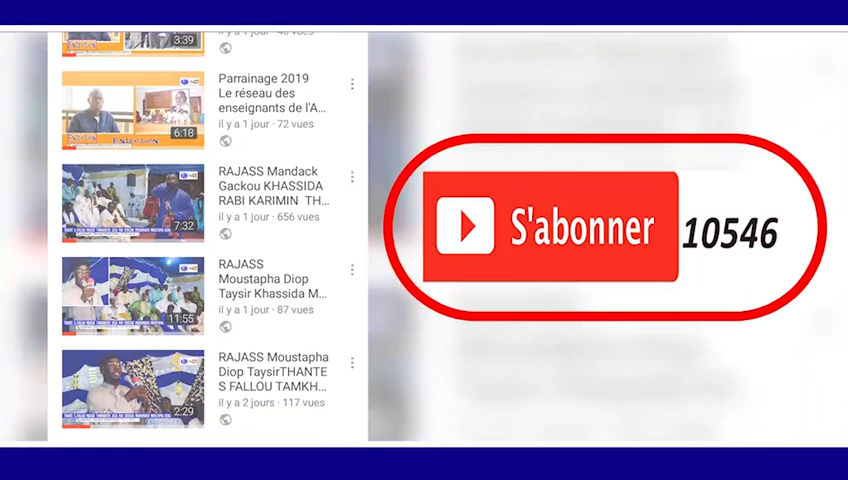 3:39
Parrainage 2019
Le réseau des
enseignants de l'A...
il y a 1 jour · 72 vues
6:18
RAJASS Mandack
Gackou KHASSIDA
RABI KARIMIN TH...
il y a 1 jour · 656 vues
7:32
RAJASS
Moustapha Diop
Taysir Khassida M...
il y a 1 jour · 87 vues
11:55
RAJASS Moustapha
Diop TaysirTHANTE
S FALLOU TAMKH...
il y a 2 jours · 117 vues
2:29
S'abonner
10546